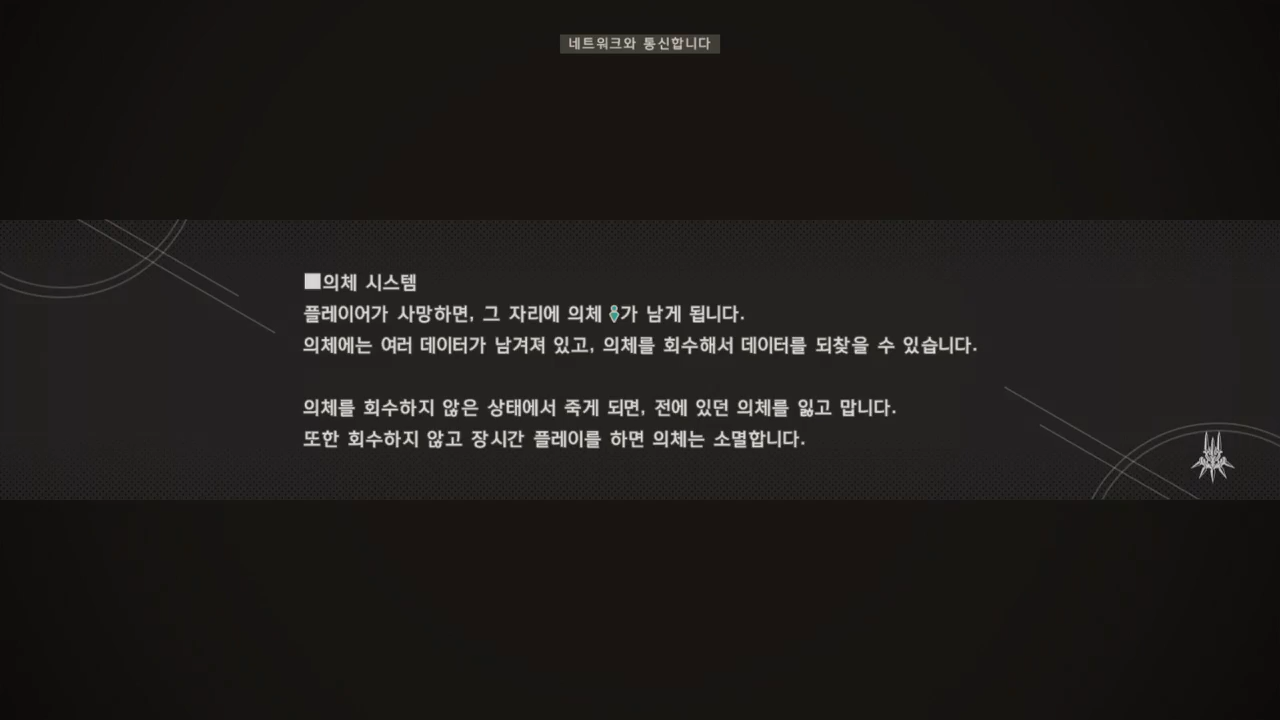 네트워크와 통신합니다
■의체 시스템
플레이어가 사망하면, 그 자리에 의체 가 남게 됩니다.
의체에는 여러 데이터가 남겨져 있고, 의체를 회수해서 데이터를 되찾을 수 있습니다.
의체를 회수하지 않은 상태에서 죽게 되면, 전에 있던 의체를 잃고 맙니다.
또한 회수하지 않고 장시간 플레이를 하면 의체는 소멸합니다.